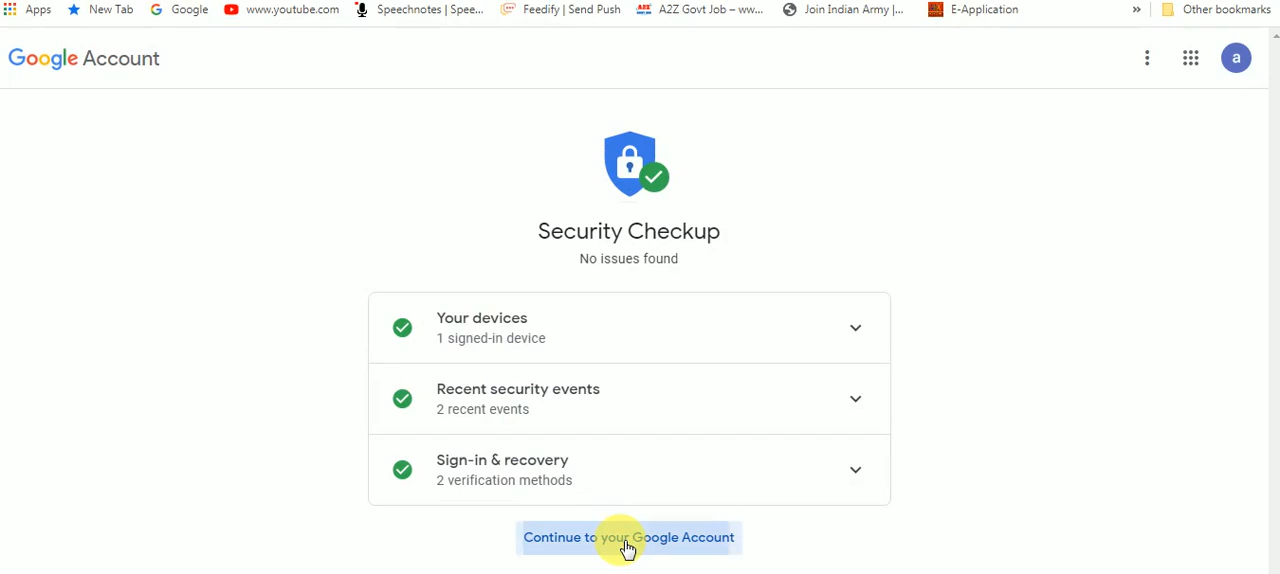 Apps New Tab Google www.youtube.com Speechnotes | Spee... Feedify | Send Push A2Z Govt Job – ww... Join Indian Army |... E-Application » Other bookmarks
Google Account a
Security Checkup
No issues found
Your devices
1 signed-in device
Recent security events
2 recent events
Sign-in & recovery
2 verification methods
Continue to your Google Account